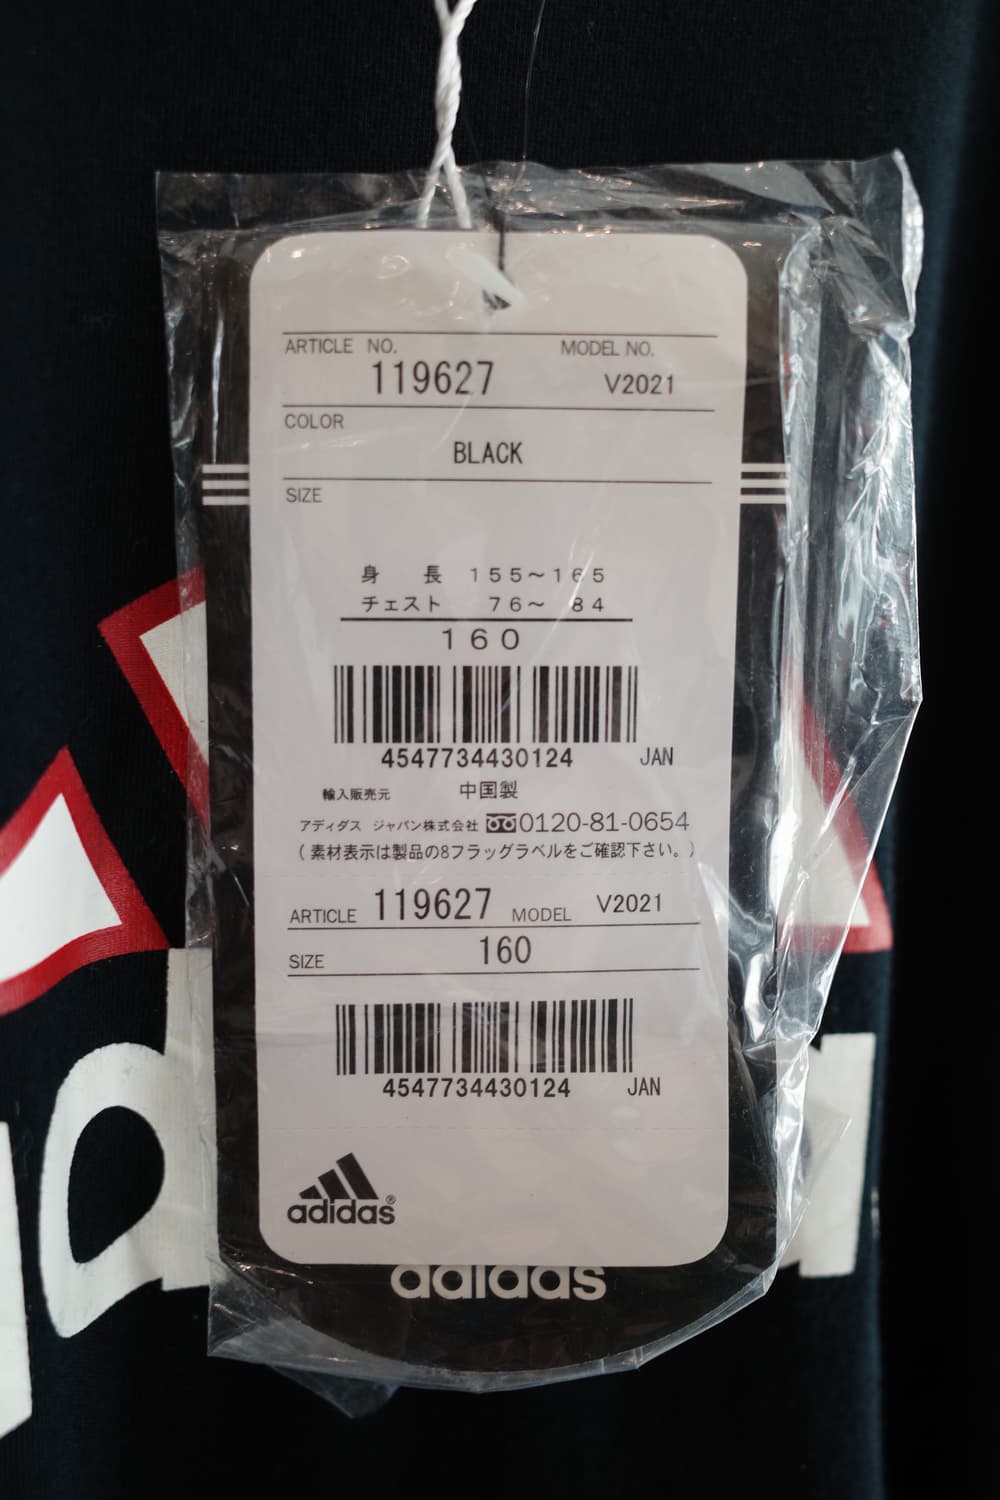 ARTICLE NO. MODEL NO.
119627 V2021
COLOR
BLACK
SIZE
身 長 155～165
チェスト 76～ 84
160
4547734430124 JAN
輸入販売元 中国製
アディダス ジャパン株式会社 0120-81-0654
(素材表示は製品の8フラッグラベルをご確認下さい。)
ARTICLE 119627 MODEL V2021
SIZE 160
4547734430124 JAN
adidas®
adidas